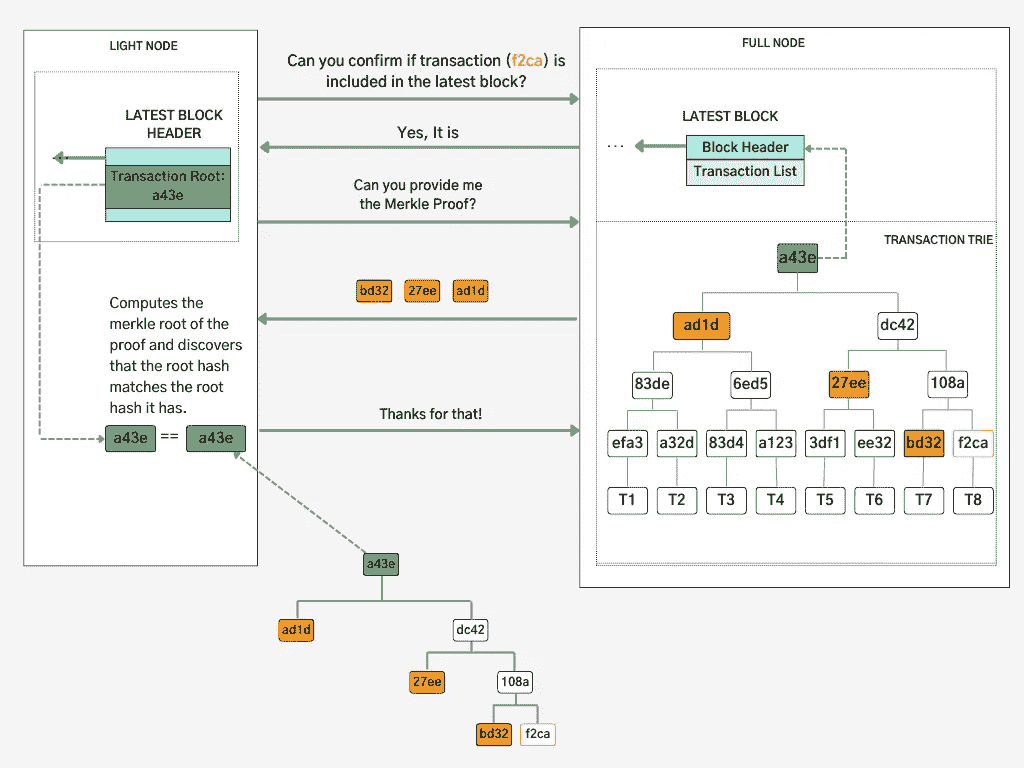 LIGHT NODE
LATEST BLOCK
HEADER
Transaction Root:
a43e
Computes the
merkle root of the
proof and discovers
that the root hash
matches the root
hash it has.
a43e == a43e
Can you confirm if transaction (f2ca) is
included in the latest block?
Yes, It is
Can you provide me
the Merkle Proof?
bd32 27ee ad1d
Thanks for that!
FULL NODE
LATEST BLOCK
...
Block Header
Transaction List
TRANSACTION TRIE
a43e
ad1d dc42
83de 6ed5 27ee 108a
efa3 a32d 83d4 a123 3df1 ee32 bd32 f2ca
T1 T2 T3 T4 T5 T6 T7 T8
a43e
ad1d dc42
27ee 108a
bd32 f2ca